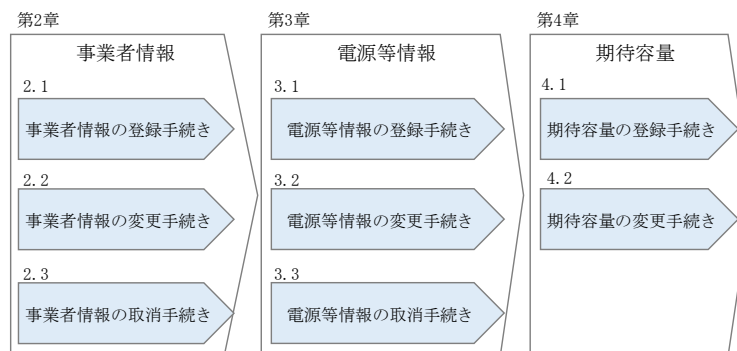 第2章
事業者情報
2.1
事業者情報の登録手続き
2.2
事業者情報の変更手続き
2.3
事業者情報の取消手続き
第3章
電源等情報
3.1
電源等情報の登録手続き
3.2
電源等情報の変更手続き
3.3
電源等情報の取消手続き
第4章
期待容量
4.1
期待容量の登録手続き
4.2
期待容量の変更手続き